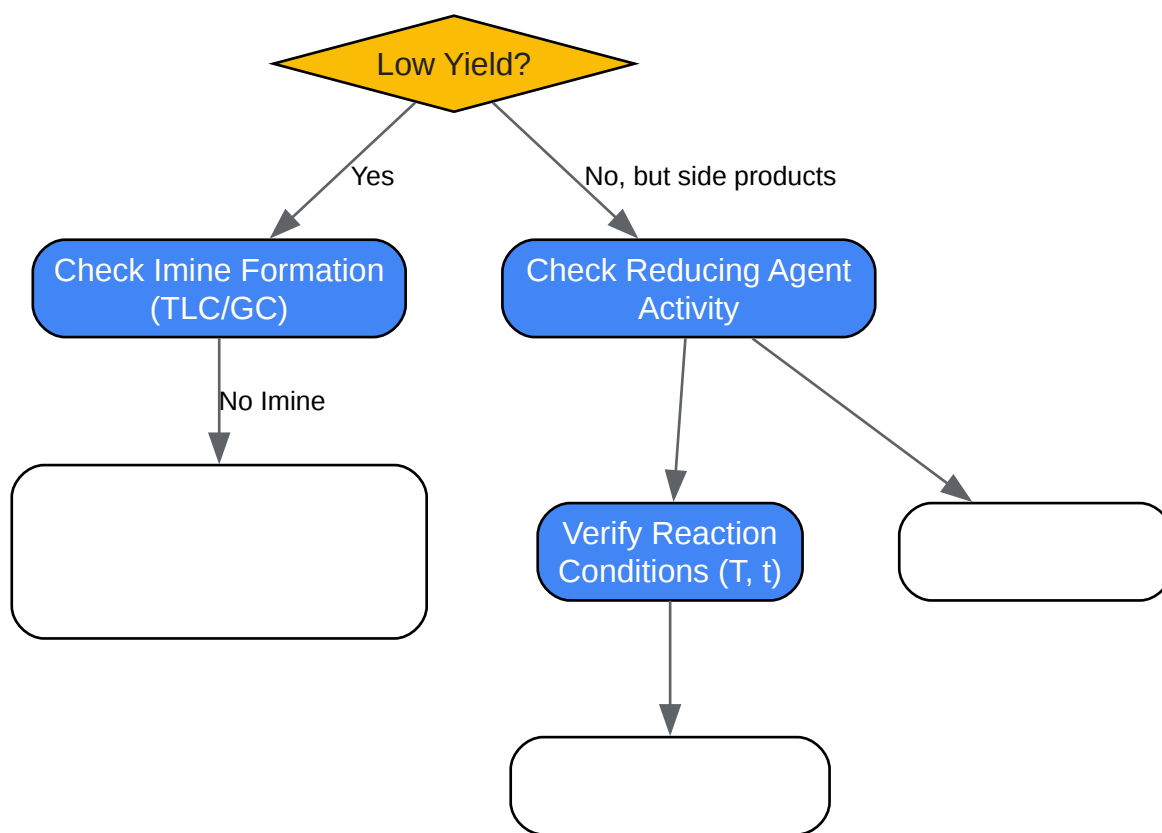 Low Yield?
Yes
No, but side products
Check Imine Formation
(TLC/GC)
Check Reducing Agent
Activity
No Imine
Verify Reaction
Conditions (T, t)